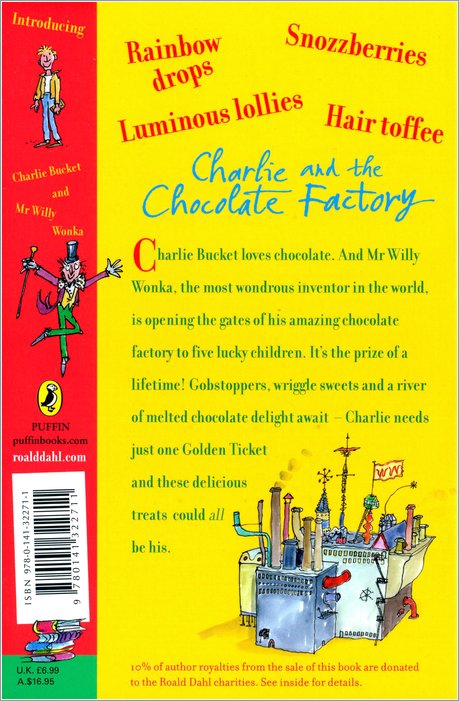 Introducing
Charlie Bucket
and
Mr Willy
Wonka
PUFFIN
puffinbooks.com
roalddahl.com
ISBN 978-0-141-32271-1
9 780141 322711
U.K. £6.99
A.$16.95
Rainbow
drops
Snozzberries
Luminous lollies
Hair toffee
Charlie and the
Chocolate Factory
Charlie Bucket loves chocolate. And Mr Willy
Wonka, the most wondrous inventor in the world,
is opening the gates of his amazing chocolate
factory to five lucky children. It's the prize of a
lifetime! Gobstoppers, wriggle sweets and a river
of melted chocolate delight await – Charlie needs
just one Golden Ticket
and these delicious
treats could all
be his.
10% of author royalties from the sale of this book are donated
to the Roald Dahl charities. See inside for details.